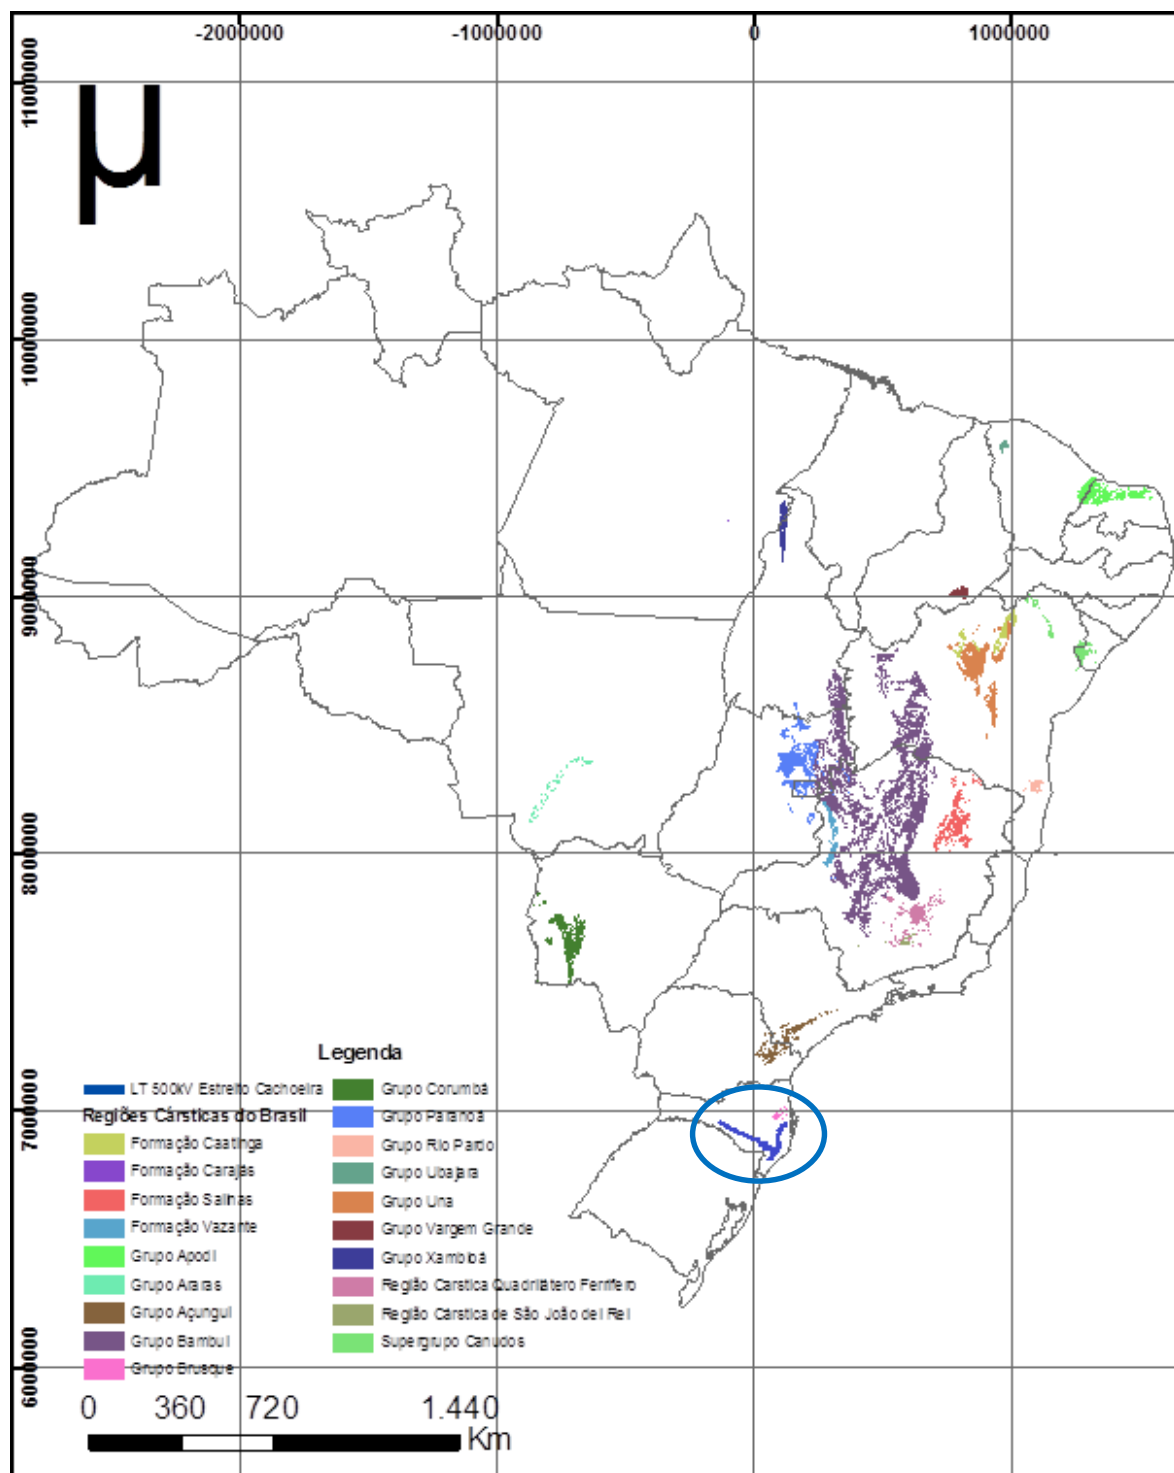 -2000000 -1000000 0 1000000
11000000
10000000
9000000
8000000
7000000
6000000
µ
Legenda
LT 500kV Estreito Cachoeira
Regiões Cársticas do Brasil
Formação Caatinga
Formação Carajás
Formação Salinas
Formação Vazante
Grupo Apodi
Grupo Araras
Grupo Açungui
Grupo Bambuí
Grupo Brusque
Grupo Corumbá
Grupo Paranoá
Grupo Rio Pardo
Grupo Ubajara
Grupo Una
Grupo Vargem Grande
Grupo Xambioá
Região Carstica Quadrilátero Ferrífero
Região Cárstica de São João del Rei
Supergrupo Canudos
0 360 720 1.440
Km